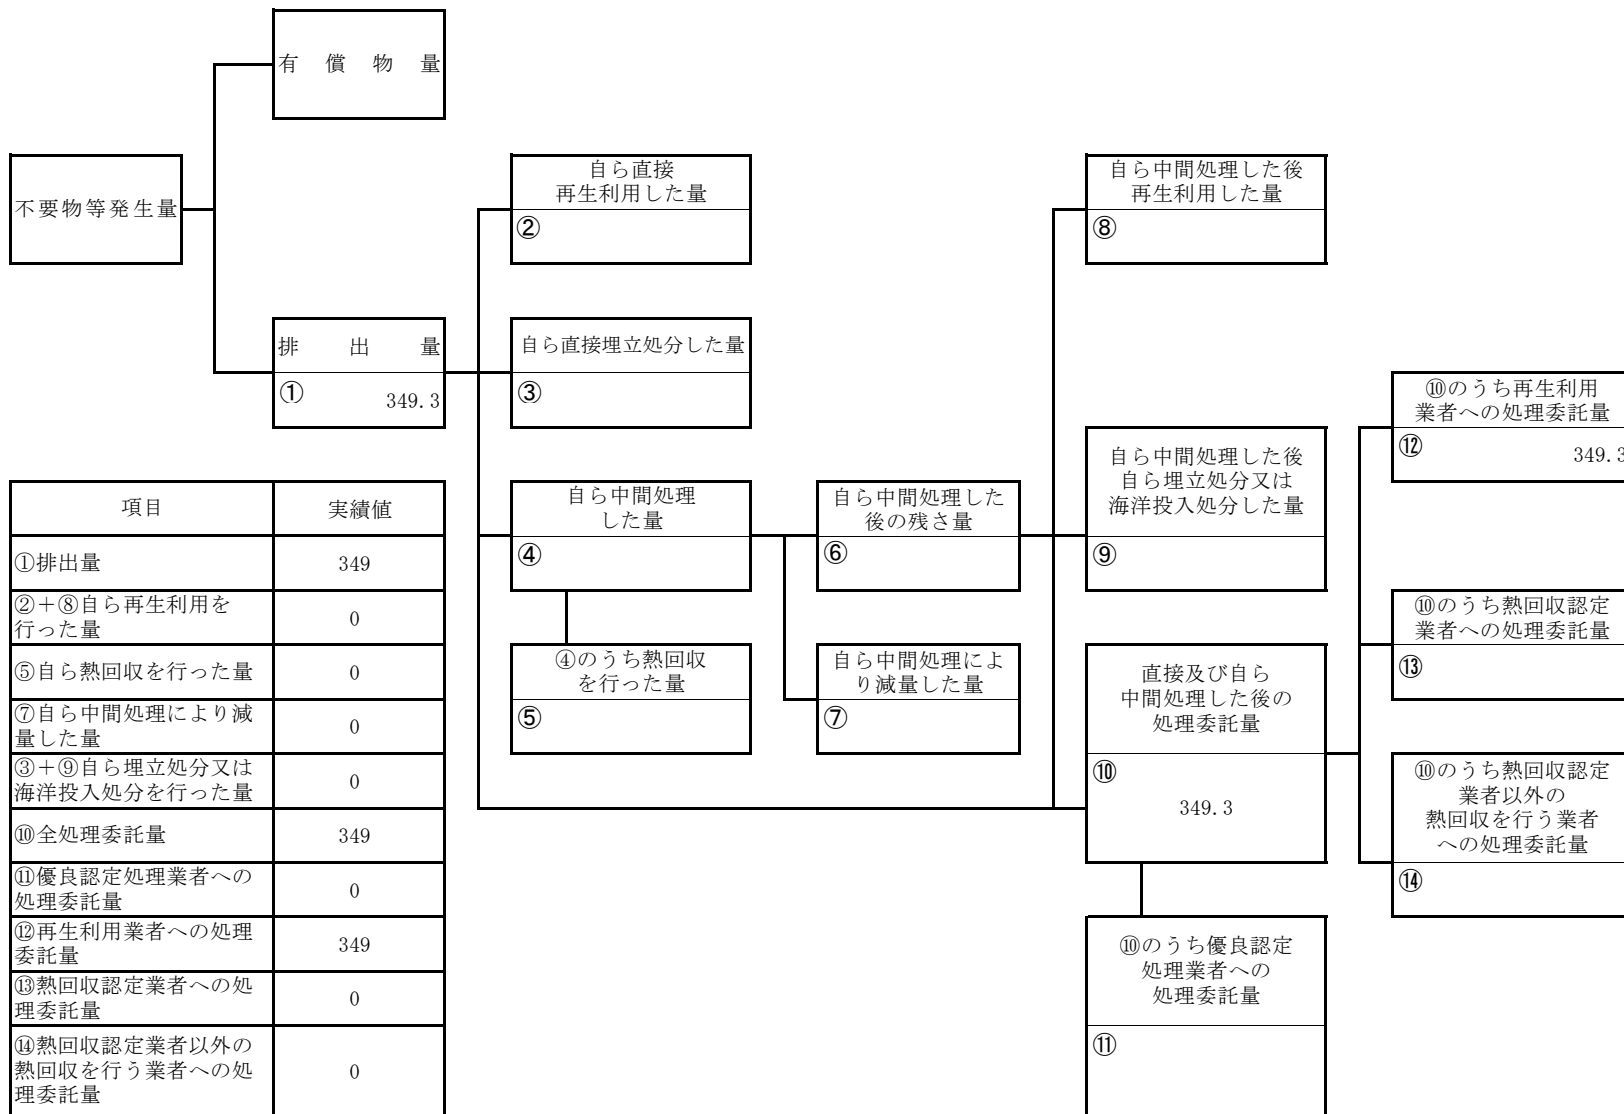 有償物量
不要物等発生量
排出量
①
349.3
自ら直接
再生利用した量
②
自ら直接埋立処分した量
③
自ら中間処理
した量
④
④のうち熱回収
を行った量
⑤
自ら中間処理した
後の残さ量
⑥
自ら中間処理によ
り減量した量
⑦
自ら中間処理した後
再生利用した量
⑧
自ら中間処理した後
自ら埋立処分又は
海洋投入処分した量
⑨
直接及び自ら
中間処理した後の
処理委託量
⑩
349.3
⑩のうち優良認定
処理業者への
処理委託量
⑪
⑩のうち再生利用
業者への処理委託量
⑫
349.3
⑩のうち熱回収認定
業者への処理委託量
⑬
⑩のうち熱回収認定
業者以外の
熱回収を行う業者
への処理委託量
⑭
項目 実績値
①排出量 349
②+⑧自ら再生利用を
行った量 0
⑤自ら熱回収を行った量 0
⑦自ら中間処理により減
量した量 0
③+⑨自ら埋立処分又は
海洋投入処分を行った量 0
⑩全処理委託量 349
⑪優良認定処理業者への
処理委託量 0
⑫再生利用業者への処理
委託量 349
⑬熱回収認定業者への処
理委託量 0
⑭熱回収認定業者以外の
熱回収を行う業者への処
理委託量 0